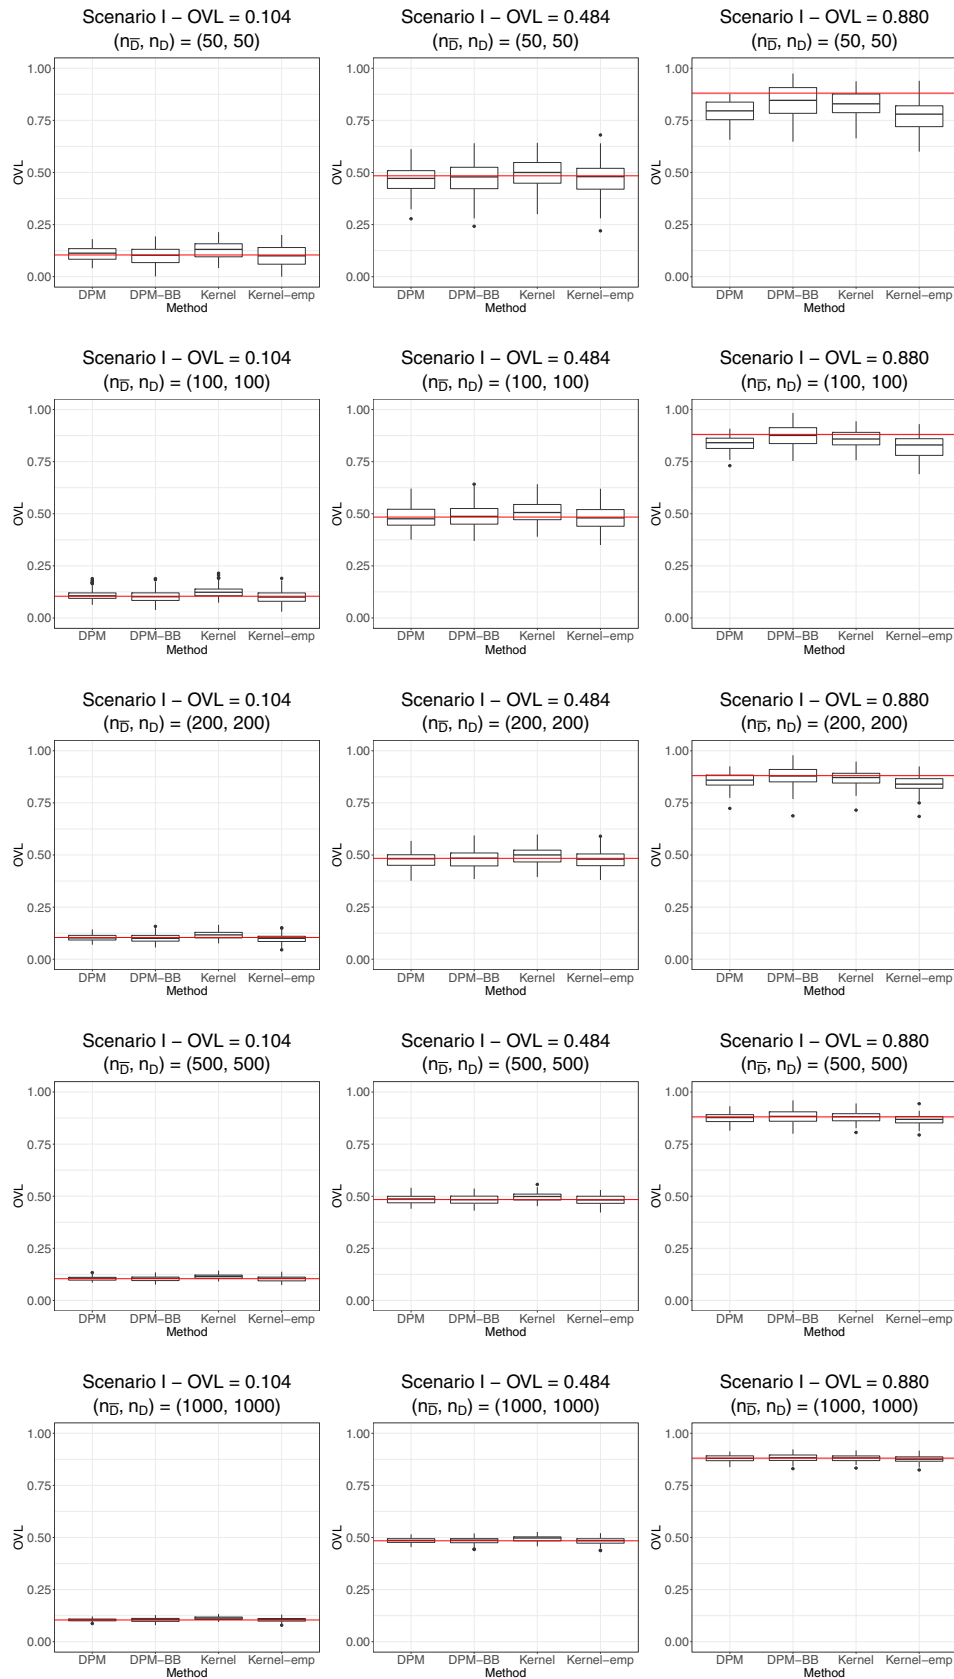 Scenario I − OVL = 0.104
(nD̅, nD) = (50, 50)
1.00
0.75
0.50
0.25
0.00
OVL
DPM DPM−BB Kernel Kernel−emp
Method
Scenario I − OVL = 0.484
(nD̅, nD) = (50, 50)
1.00
0.75
0.50
0.25
0.00
OVL
DPM DPM−BB Kernel Kernel−emp
Method
Scenario I − OVL = 0.880
(nD̅, nD) = (50, 50)
1.00
0.75
0.50
0.25
0.00
OVL
DPM DPM−BB Kernel Kernel−emp
Method
Scenario I − OVL = 0.104
(nD̅, nD) = (100, 100)
1.00
0.75
0.50
0.25
0.00
OVL
DPM DPM−BB Kernel Kernel−emp
Method
Scenario I − OVL = 0.484
(nD̅, nD) = (100, 100)
1.00
0.75
0.50
0.25
0.00
OVL
DPM DPM−BB Kernel Kernel−emp
Method
Scenario I − OVL = 0.880
(nD̅, nD) = (100, 100)
1.00
0.75
0.50
0.25
0.00
OVL
DPM DPM−BB Kernel Kernel−emp
Method
Scenario I − OVL = 0.104
(nD̅, nD) = (200, 200)
1.00
0.75
0.50
0.25
0.00
OVL
DPM DPM−BB Kernel Kernel−emp
Method
Scenario I − OVL = 0.484
(nD̅, nD) = (200, 200)
1.00
0.75
0.50
0.25
0.00
OVL
DPM DPM−BB Kernel Kernel−emp
Method
Scenario I − OVL = 0.880
(nD̅, nD) = (200, 200)
1.00
0.75
0.50
0.25
0.00
OVL
DPM DPM−BB Kernel Kernel−emp
Method
Scenario I − OVL = 0.104
(nD̅, nD) = (500, 500)
1.00
0.75
0.50
0.25
0.00
OVL
DPM DPM−BB Kernel Kernel−emp
Method
Scenario I − OVL = 0.484
(nD̅, nD) = (500, 500)
1.00
0.75
0.50
0.25
0.00
OVL
DPM DPM−BB Kernel Kernel−emp
Method
Scenario I − OVL = 0.880
(nD̅, nD) = (500, 500)
1.00
0.75
0.50
0.25
0.00
OVL
DPM DPM−BB Kernel Kernel−emp
Method
Scenario I − OVL = 0.104
(nD̅, nD) = (1000, 1000)
1.00
0.75
0.50
0.25
0.00
OVL
DPM DPM−BB Kernel Kernel−emp
Method
Scenario I − OVL = 0.484
(nD̅, nD) = (1000, 1000)
1.00
0.75
0.50
0.25
0.00
OVL
DPM DPM−BB Kernel Kernel−emp
Method
Scenario I − OVL = 0.880
(nD̅, nD) = (1000, 1000)
1.00
0.75
0.50
0.25
0.00
OVL
DPM DPM−BB Kernel Kernel−emp
Method